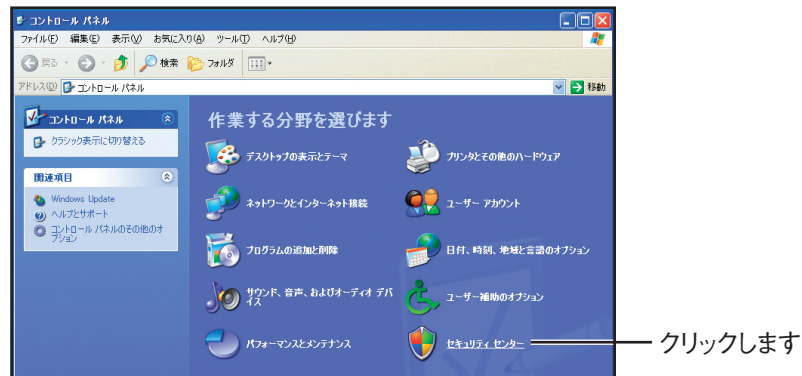 コントロール パネル
ファイル(F) 編集(E) 表示(V) お気に入り(A) ツール(T) ヘルプ(H)
戻る 検索 フォルダ
アドレス(D) コントロール パネル 移動
コントロール パネル
クラシック表示に切り替える
関連項目
Windows Update
ヘルプとサポート
コントロール パネルのその他のオ
プション
作業する分野を選びます
デスクトップの表示とテーマ
プリンタとその他のハードウェア
ネットワークとインターネット接続
ユーザー アカウント
プログラムの追加と削除
日付、時刻、地域と言語のオプション
サウンド、音声、およびオーディオ デバ
イス
ユーザー補助のオプション
パフォーマンスとメンテナンス
セキュリティ センター
クリックします